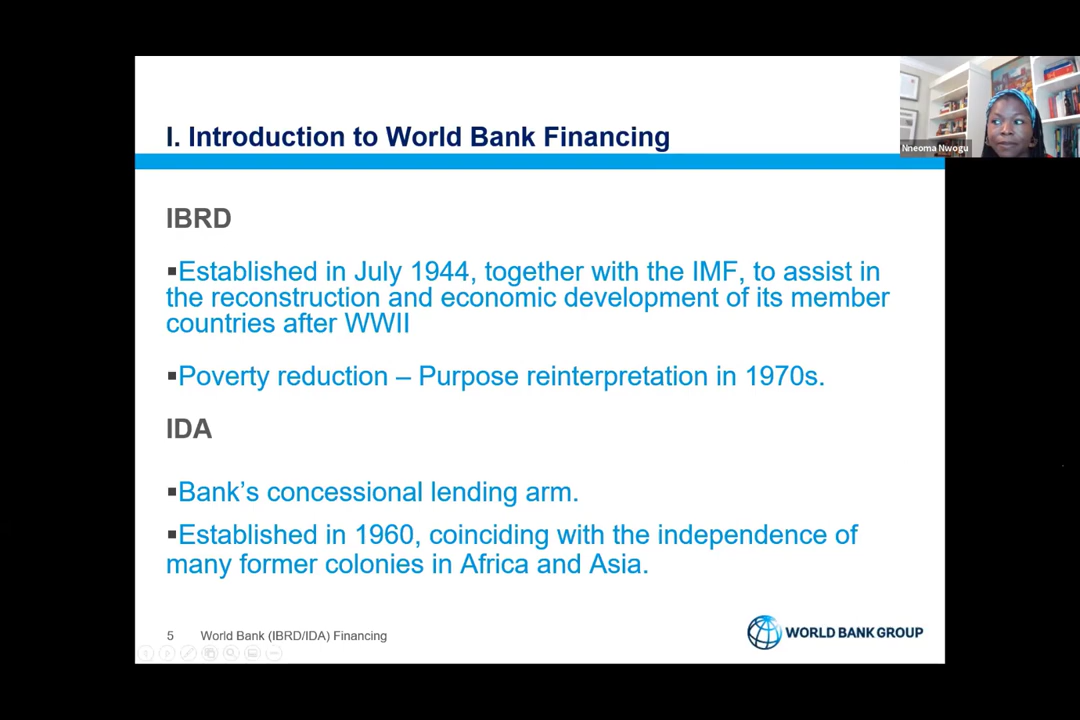 I. Introduction to World Bank Financing
Nneoma Nwogu
IBRD
▪Established in July 1944, together with the IMF, to assist in
the reconstruction and economic development of its member
countries after WWII
▪Poverty reduction – Purpose reinterpretation in 1970s.
IDA
▪Bank’s concessional lending arm.
▪Established in 1960, coinciding with the independence of
many former colonies in Africa and Asia.
5 World Bank (IBRD/IDA) Financing
WORLD BANK GROUP